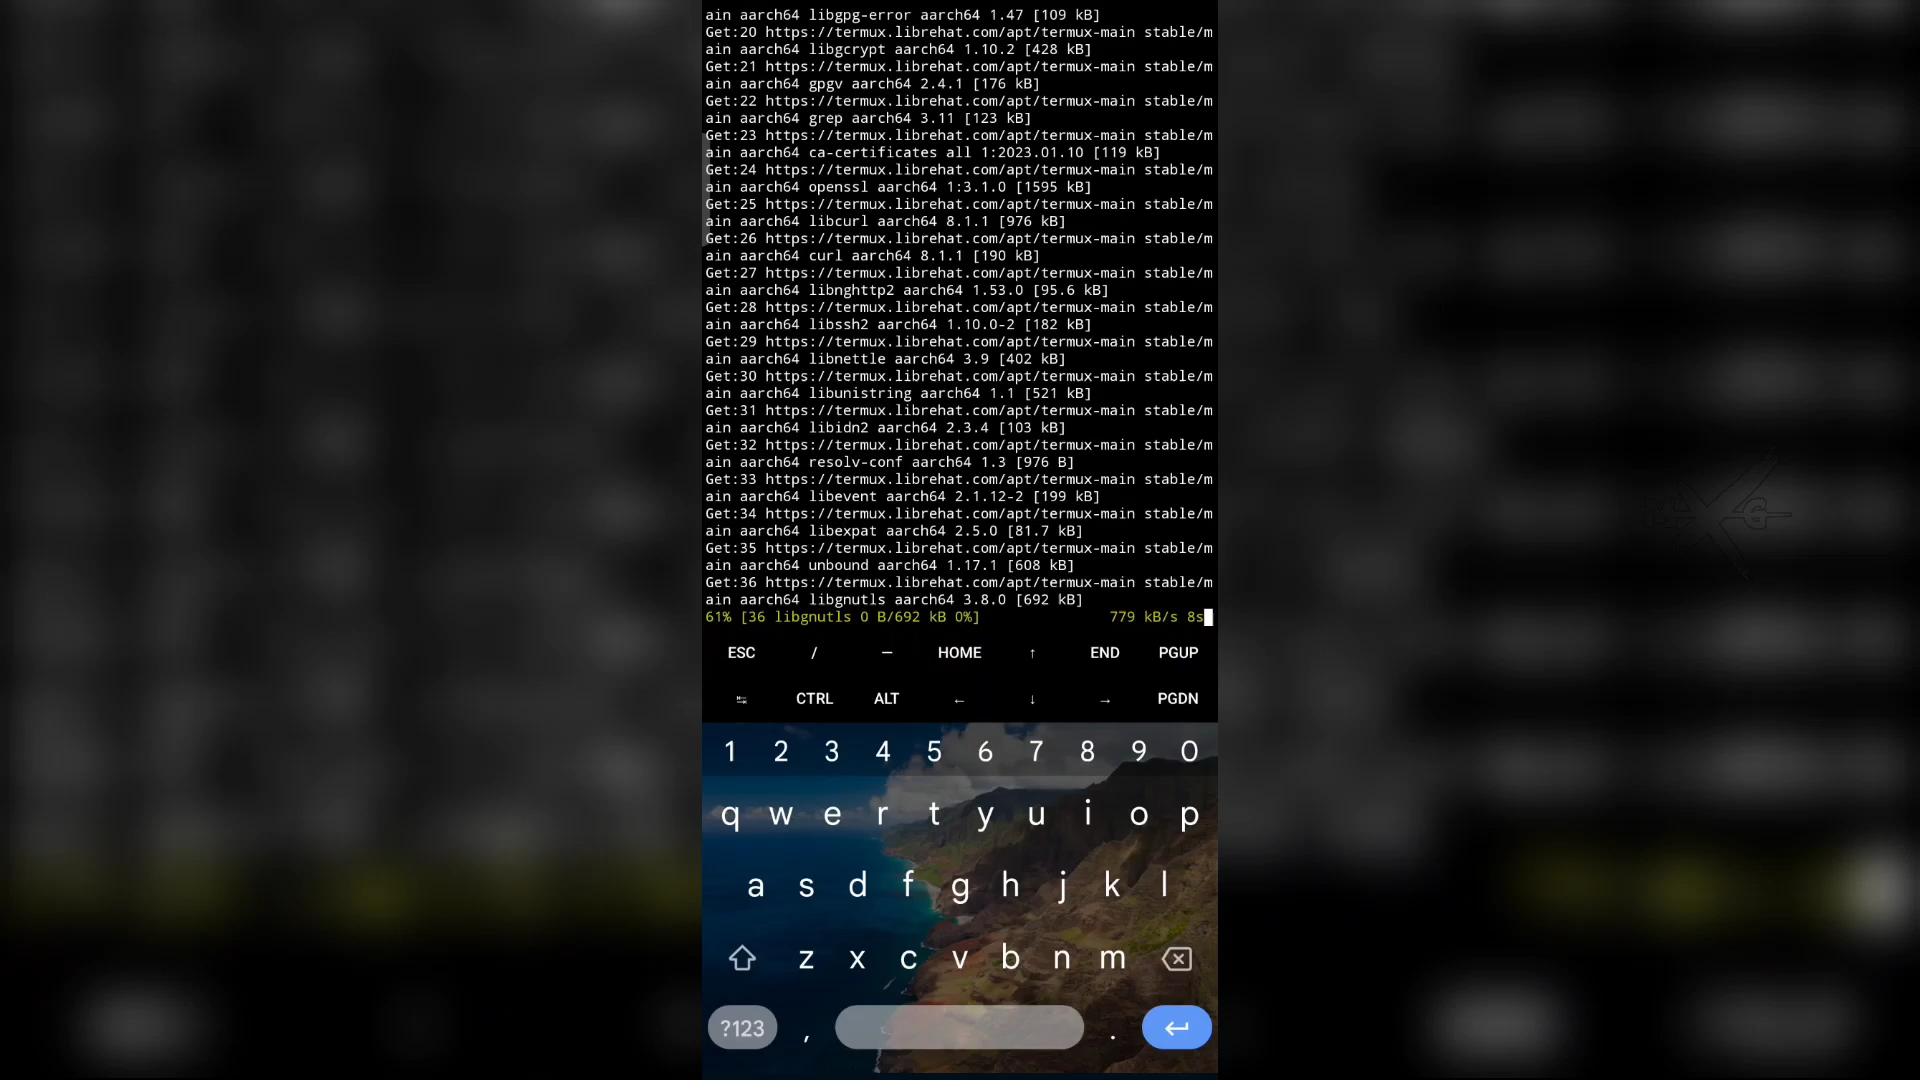 ain aarch64 libgpg-error aarch64 1.47 [109 kB]
Get:20 https://termux.librehat.com/apt/termux-main stable/m
ain aarch64 libgcrypt aarch64 1.10.2 [428 kB]
Get:21 https://termux.librehat.com/apt/termux-main stable/m
ain aarch64 gpgv aarch64 2.4.1 [176 kB]
Get:22 https://termux.librehat.com/apt/termux-main stable/m
ain aarch64 grep aarch64 3.11 [123 kB]
Get:23 https://termux.librehat.com/apt/termux-main stable/m
ain aarch64 ca-certificates all 1:2023.01.10 [119 kB]
Get:24 https://termux.librehat.com/apt/termux-main stable/m
ain aarch64 openssl aarch64 1:3.1.0 [1595 kB]
Get:25 https://termux.librehat.com/apt/termux-main stable/m
ain aarch64 libcurl aarch64 8.1.1 [976 kB]
Get:26 https://termux.librehat.com/apt/termux-main stable/m
ain aarch64 curl aarch64 8.1.1 [190 kB]
Get:27 https://termux.librehat.com/apt/termux-main stable/m
ain aarch64 libnghttp2 aarch64 1.53.0 [95.6 kB]
Get:28 https://termux.librehat.com/apt/termux-main stable/m
ain aarch64 libssh2 aarch64 1.10.0-2 [182 kB]
Get:29 https://termux.librehat.com/apt/termux-main stable/m
ain aarch64 libnettle aarch64 3.9 [402 kB]
Get:30 https://termux.librehat.com/apt/termux-main stable/m
ain aarch64 libunistring aarch64 1.1 [521 kB]
Get:31 https://termux.librehat.com/apt/termux-main stable/m
ain aarch64 libidn2 aarch64 2.3.4 [103 kB]
Get:32 https://termux.librehat.com/apt/termux-main stable/m
ain aarch64 resolv-conf aarch64 1.3 [976 B]
Get:33 https://termux.librehat.com/apt/termux-main stable/m
ain aarch64 libevent aarch64 2.1.12-2 [199 kB]
Get:34 https://termux.librehat.com/apt/termux-main stable/m
ain aarch64 libexpat aarch64 2.5.0 [81.7 kB]
Get:35 https://termux.librehat.com/apt/termux-main stable/m
ain aarch64 unbound aarch64 1.17.1 [608 kB]
Get:36 https://termux.librehat.com/apt/termux-main stable/m
ain aarch64 libgnutls aarch64 3.8.0 [692 kB]
61% [36 libgnutls 0 B/692 kB 0%] 779 kB/s 8s
ESC / — HOME ↑ END PGUP
CTRL ALT ← ↓ → PGDN
1 2 3 4 5 6 7 8 9 0
q w e r t y u i o p
a s d f g h j k l
z x c v b n m
?123 , .